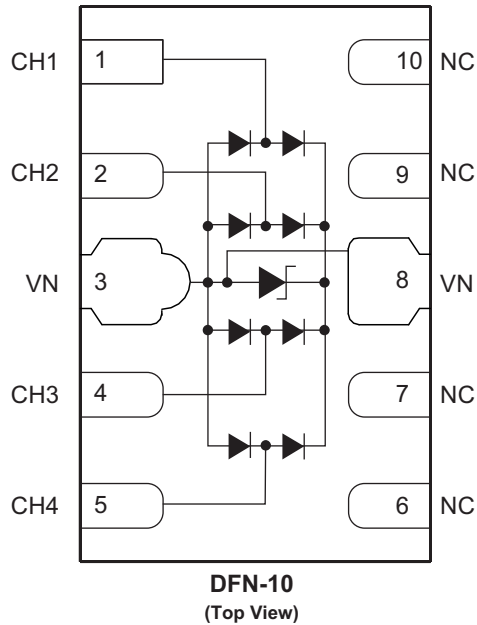 CH1 1 10 NC
CH2 2 9 NC
VN 3 8 VN
CH3 4 7 NC
CH4 5 6 NC
DFN-10
(Top View)